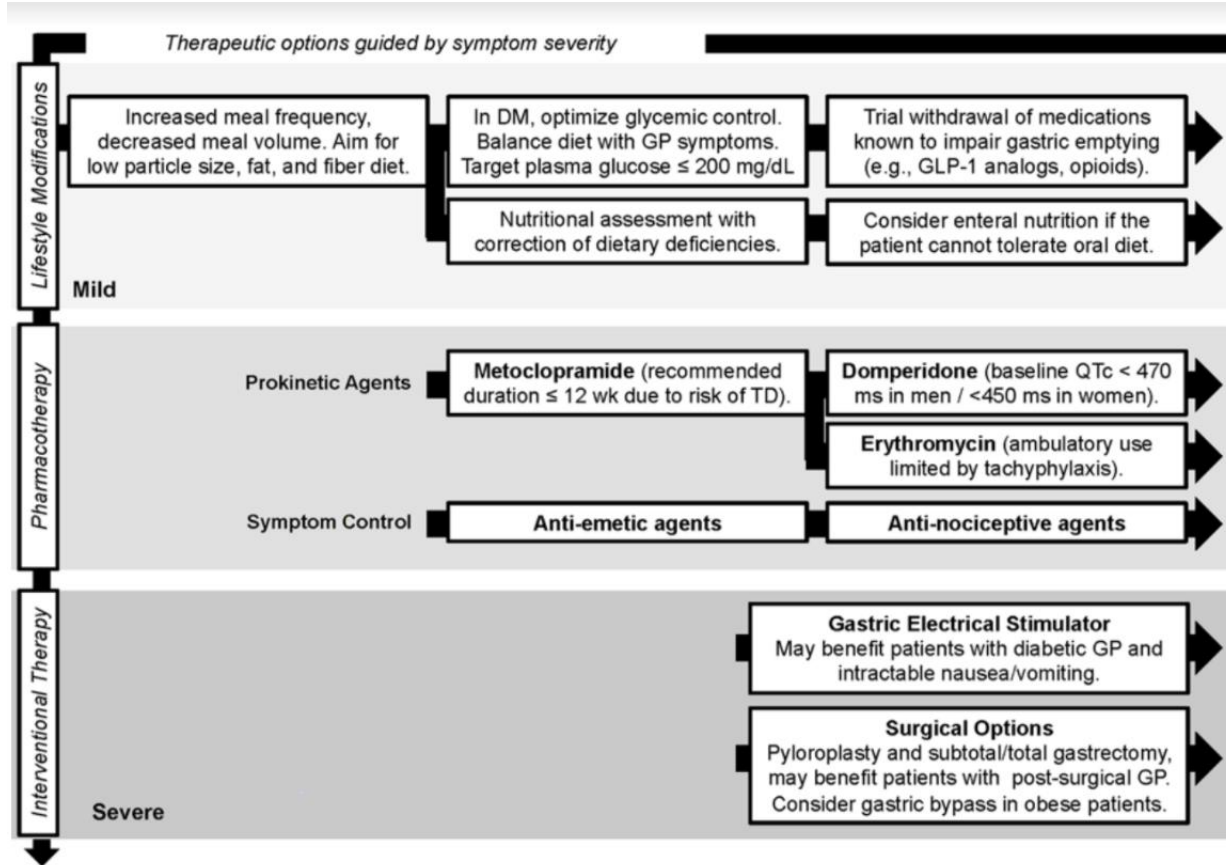 Therapeutic options guided by symptom severity
Lifestyle Modifications
Increased meal frequency,
decreased meal volume. Aim for
low particle size, fat, and fiber diet.
In DM, optimize glycemic control.
Balance diet with GP symptoms.
Target plasma glucose ≤ 200 mg/dL
Trial withdrawal of medications
known to impair gastric emptying
(e.g., GLP-1 analogs, opioids).
Nutritional assessment with
correction of dietary deficiencies.
Consider enteral nutrition if the
patient cannot tolerate oral diet.
Mild
Pharmacotherapy
Prokinetic Agents
Metoclopramide (recommended
duration ≤ 12 wk due to risk of TD).
Domperidone (baseline QTc < 470
ms in men / <450 ms in women).
Erythromycin (ambulatory use
limited by tachyphylaxis).
Symptom Control
Anti-emetic agents
Anti-nociceptive agents
Interventional Therapy
Gastric Electrical Stimulator
May benefit patients with diabetic GP and
intractable nausea/vomiting.
Surgical Options
Pyloroplasty and subtotal/total gastrectomy,
may benefit patients with post-surgical GP.
Consider gastric bypass in obese patients.
Severe